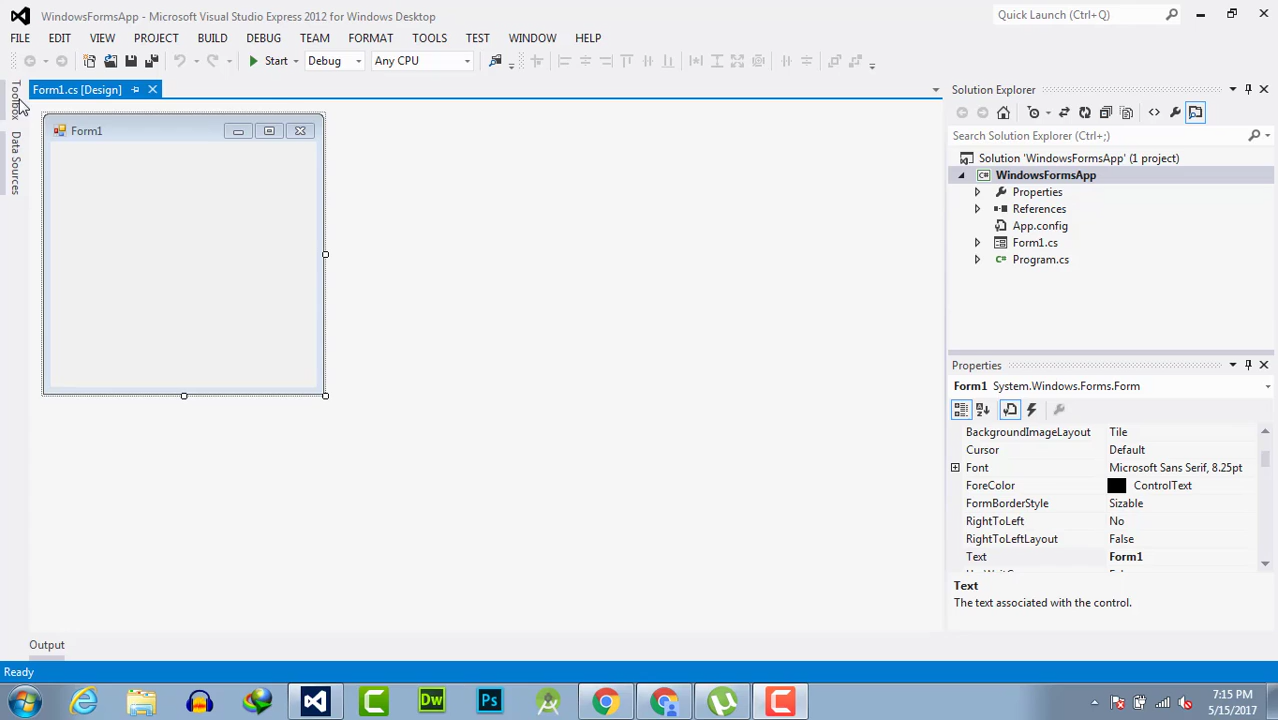 WindowsFormsApp - Microsoft Visual Studio Express 2012 for Windows Desktop
Quick Launch (Ctrl+Q)
FILE EDIT VIEW PROJECT BUILD DEBUG TEAM FORMAT TOOLS TEST WINDOW HELP
Start Debug Any CPU
Form1.cs [Design]
Data Sources
Form1
Solution Explorer
Search Solution Explorer (Ctrl+;)
Solution 'WindowsFormsApp' (1 project)
WindowsFormsApp
Properties
References
App.config
Form1.cs
Program.cs
Properties
Form1 System.Windows.Forms.Form
BackgroundImageLayout Tile
Cursor Default
Font Microsoft Sans Serif, 8.25pt
ForeColor ControlText
FormBorderStyle Sizable
RightToLeft No
RightToLeftLayout False
Text Form1
Text
The text associated with the control.
Output
Ready
Dw
Ps
7:15 PM
5/15/2017